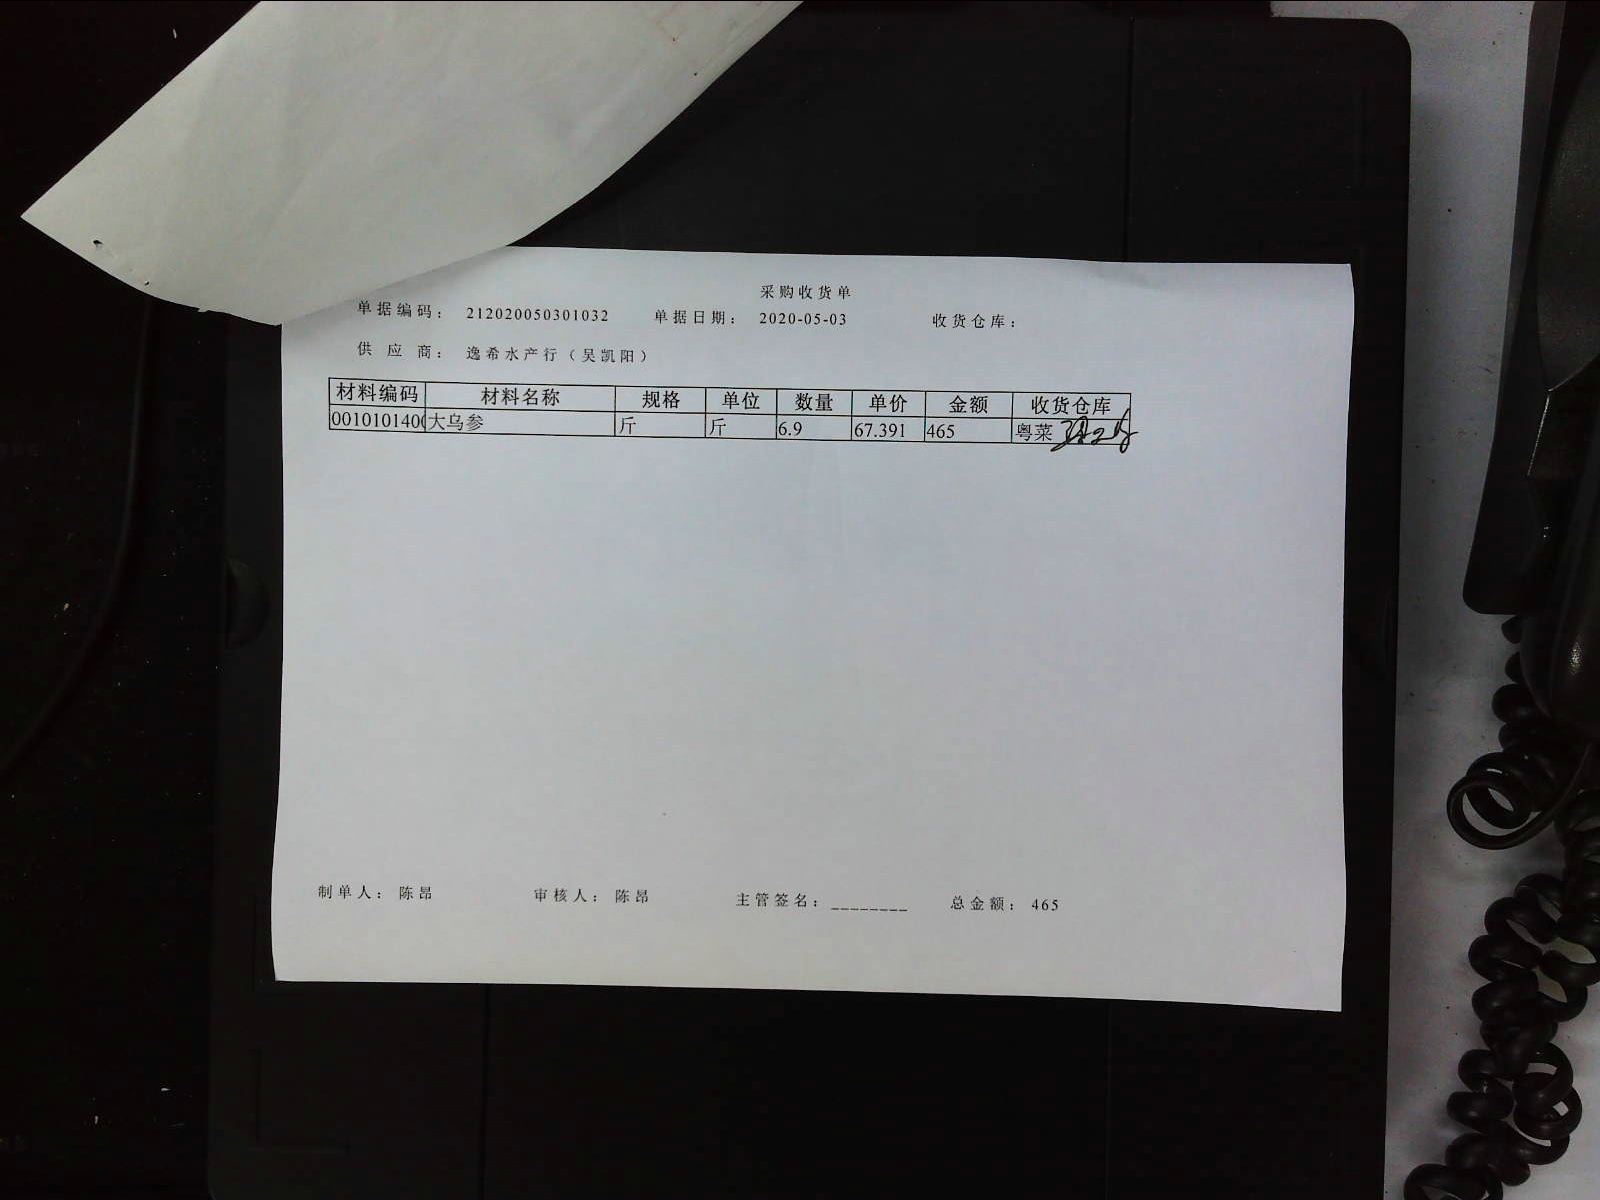 采购收货单
单据编码： 212020050301032 单据日期： 2020-05-03 收货仓库：
供 应 商： 逸希水产行（吴凯阳）
材料编码 材料名称 规格 单位 数量 单价 金额 收货仓库
0010101400 大乌参 斤 斤 6.9 67.391 465 粤菜
制单人： 陈昂 审核人： 陈昂 主管签名：________ 总金额： 465